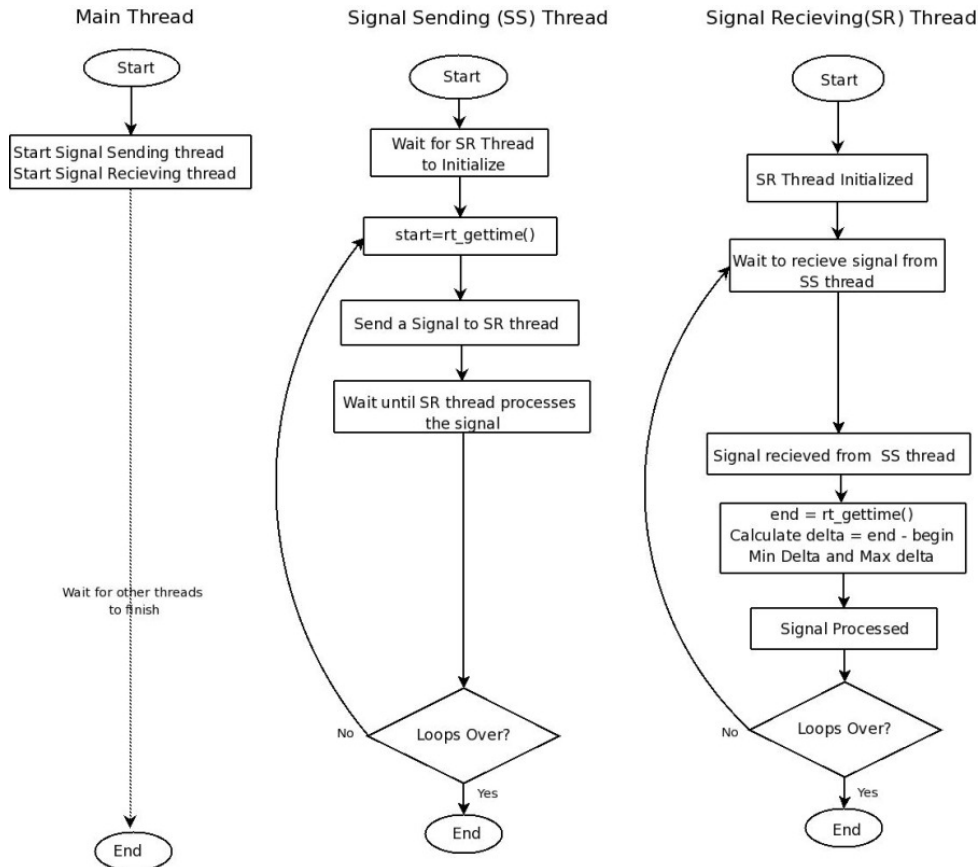 Main Thread
Start
Start Signal Sending thread
Start Signal Recieving thread
Wait for other threads
to finish
End
Signal Sending (SS) Thread
Start
Wait for SR Thread
to Initialize
start=rt_gettime()
Send a Signal to SR thread
Wait until SR thread processes
the signal
No
Loops Over?
Yes
End
Signal Recieving(SR) Thread
Start
SR Thread Initialized
Wait to recieve signal from
SS thread
Signal recieved from SS thread
end = rt_gettime()
Calculate delta = end - begin
Min Delta and Max delta
Signal Processed
No
Loops Over?
Yes
End